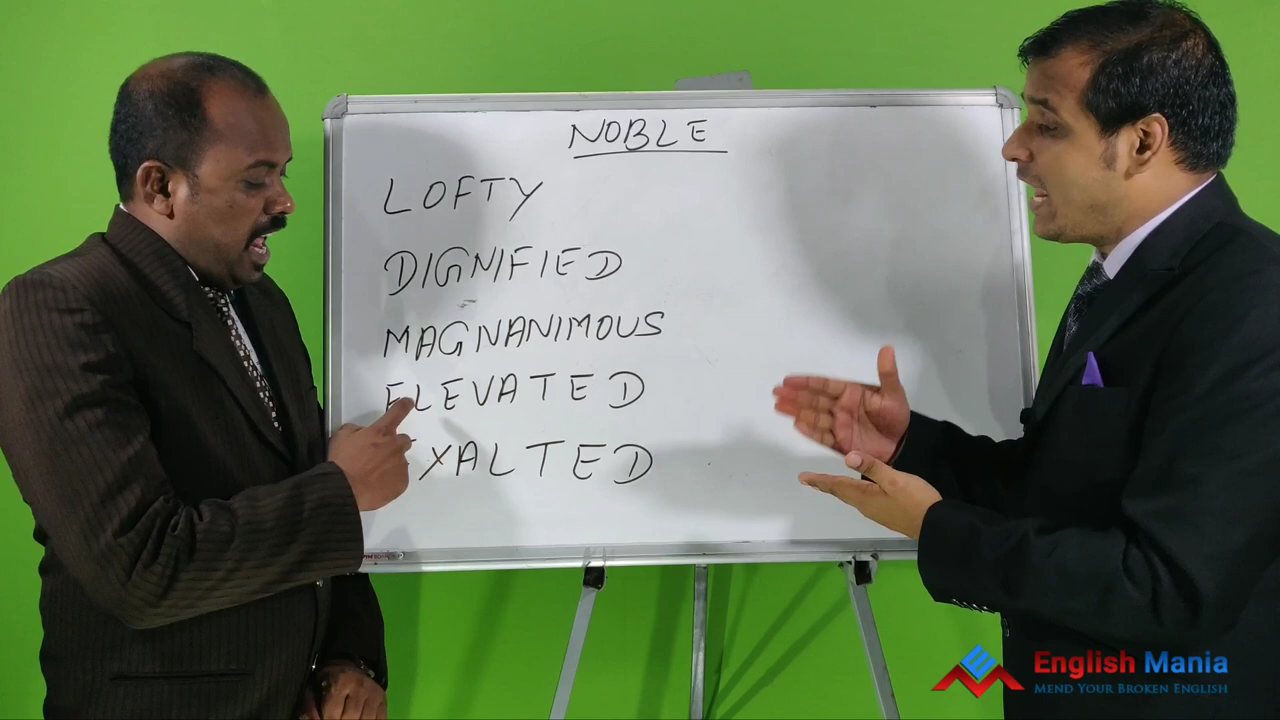 NOBLE
LOFTY
DIGNIFIED
MAGNANIMOUS
ELEVATED
EXALTED
English Mania
MEND YOUR BROKEN ENGLISH